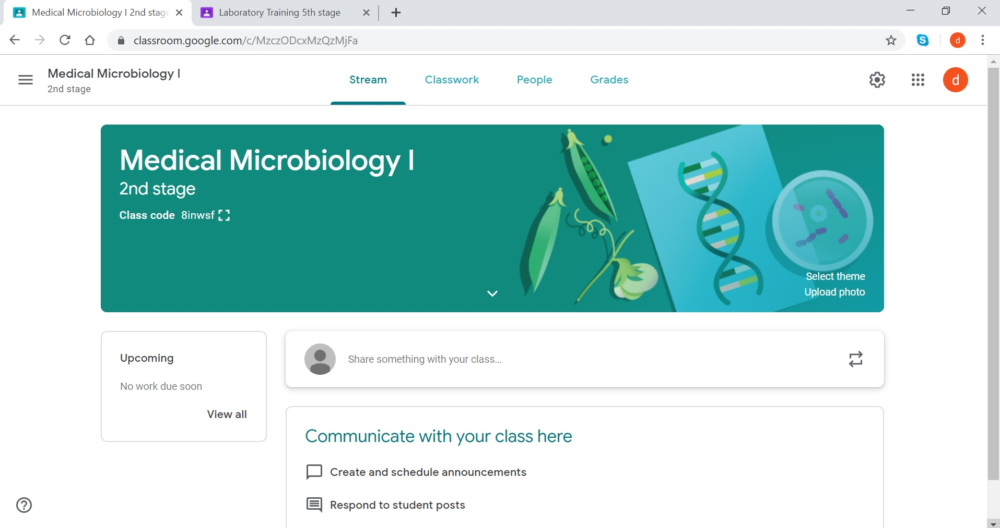 Medical Microbiology I 2nd stage
Laboratory Training 5th stage
classroom.google.com/c/MzczODcxMzQzMjFa
S
d
Medical Microbiology I
2nd stage
Stream
Classwork
People
Grades
d
Medical Microbiology I
2nd stage
Class code 8inwsf
Select theme
Upload photo
Upcoming
No work due soon
View all
Share something with your class...
Communicate with your class here
Create and schedule announcements
Respond to student posts